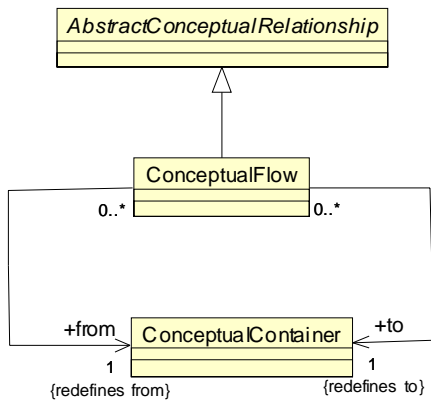 AbstractConceptualRelationship
ConceptualFlow
0..*
0..*
+from
ConceptualContainer
+to
1
1
{redefines from}
{redefines to}